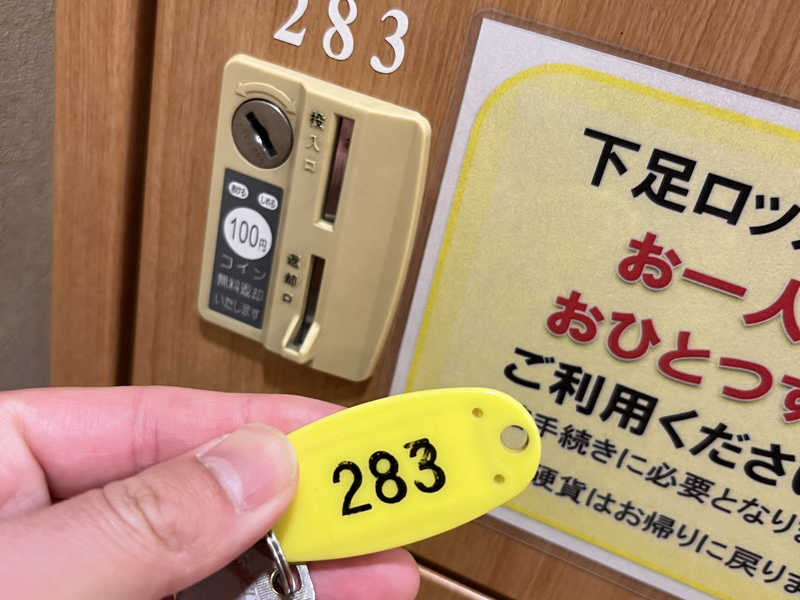 283
投入口
あける
しめる
100円
コイン
無料返却
いたします
返却口
下足ロッ
お一人
おひとつ
ご利用ください
手続きに必要となり
硬貨はお帰りに戻り
283